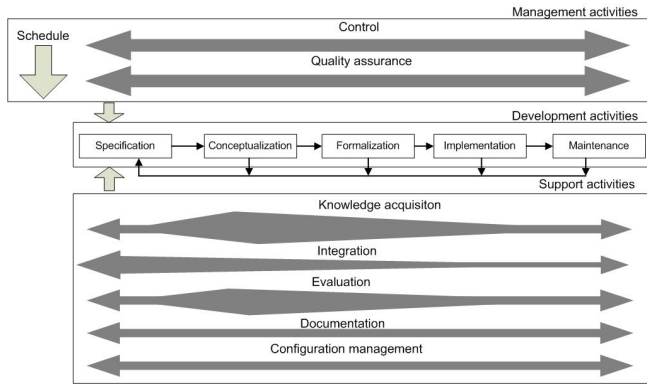 Management activities
Schedule
Control
Quality assurance
Development activities
Specification
Conceptualization
Formalization
Implementation
Maintenance
Support activities
Knowledge acquisiton
Integration
Evaluation
Documentation
Configuration management